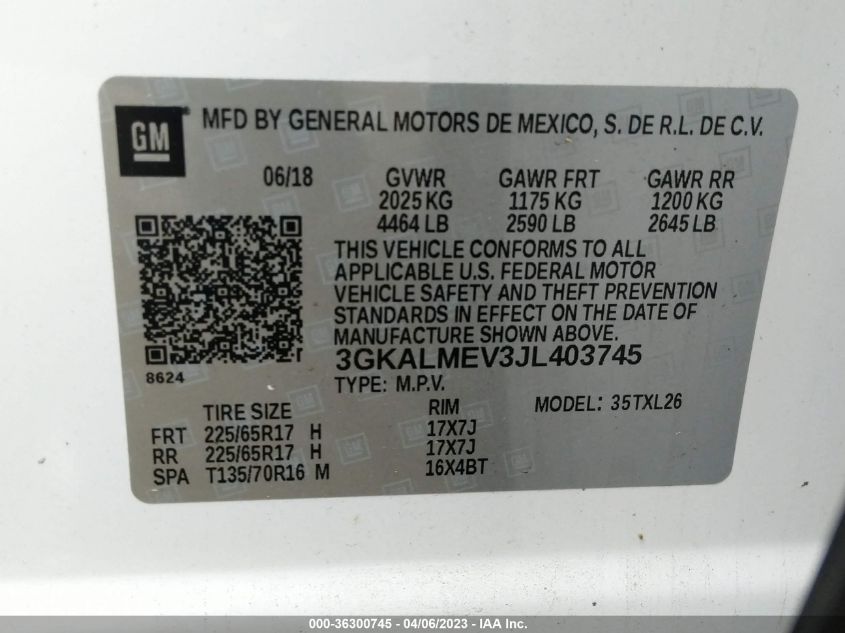 GM
MFD BY GENERAL MOTORS DE MEXICO, S. DE R.L. DE C.V.
06/18 GVWR GAWR FRT GAWR RR
2025 KG 1175 KG 1200 KG
4464 LB 2590 LB 2645 LB
THIS VEHICLE CONFORMS TO ALL
APPLICABLE U.S. FEDERAL MOTOR
VEHICLE SAFETY AND THEFT PREVENTION
STANDARDS IN EFFECT ON THE DATE OF
MANUFACTURE SHOWN ABOVE.
3GKALMEV3JL403745
8624
TYPE: M.P.V.
TIRE SIZE RIM MODEL: 35TXL26
FRT 225/65R17 H 17X7J
RR 225/65R17 H 17X7J
SPA T135/70R16 M 16X4BT
000-36300745 - 04/06/2023 - IAA Inc.